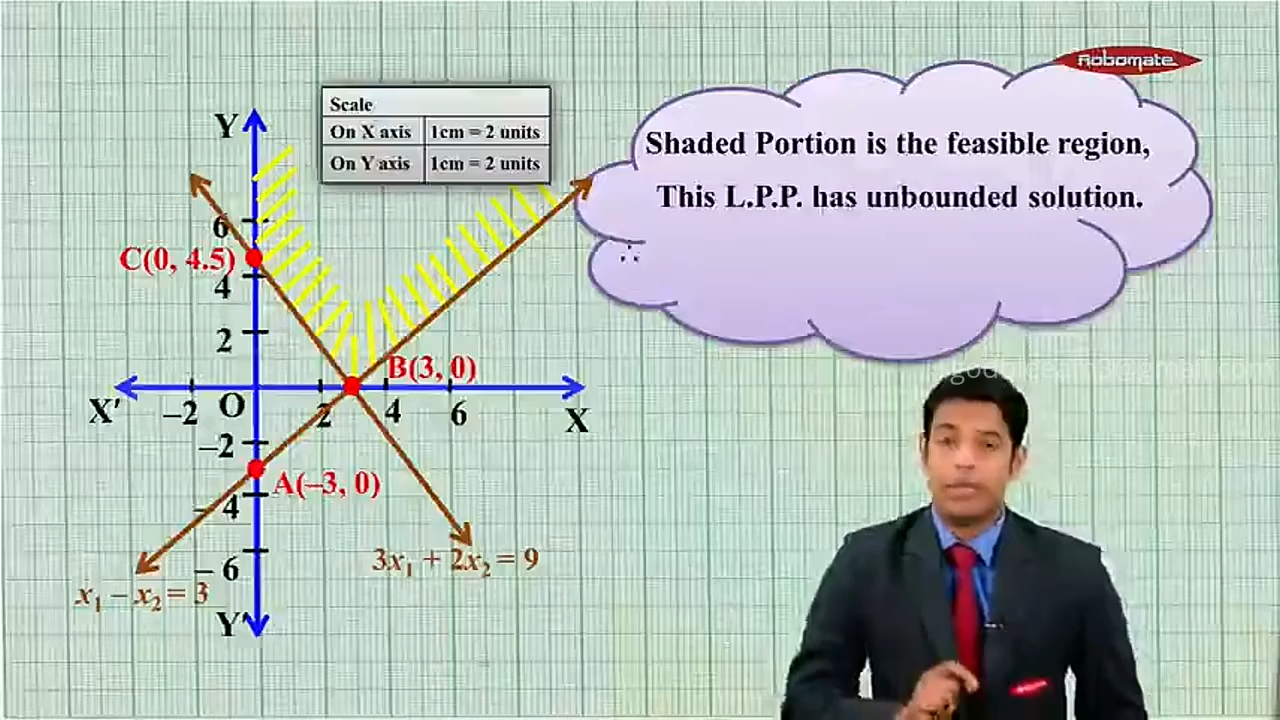 Robomate
Shaded Portion is the feasible region,
This L.P.P. has unbounded solution.
∴
Scale
On X axis 1cm = 2 units
On Y axis 1cm = 2 units
Y
6
C(0, 4.5)
4
2
B(3, 0)
X′ –2 O 2 4 6 X
–2
A(–3, 0)
– 4
3x₁ + 2x₂ = 9
– 6
x₁ – x₂ = 3
Y′